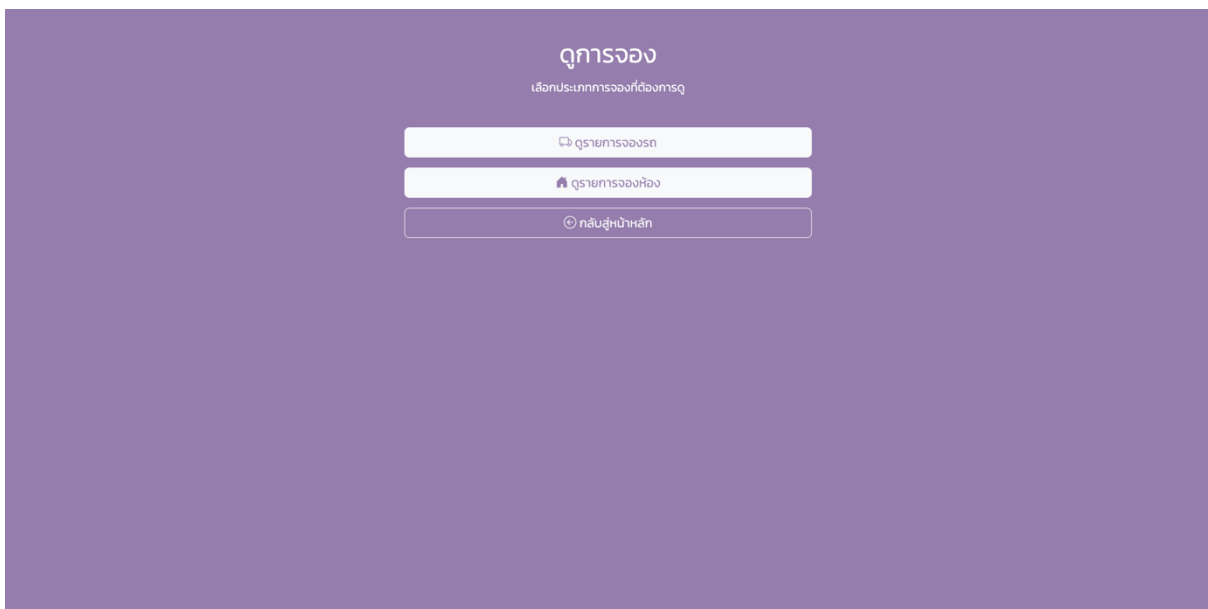 ดูการจอง
เลือกประเภทการจองที่ต้องการดู
ดูรายการจองรถ
ดูรายการจองห้อง
กลับสู่หน้าหลัก